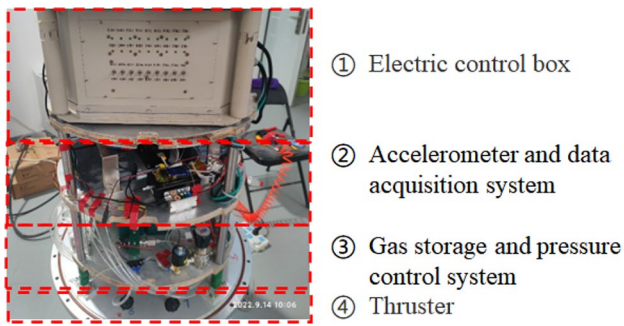 ① Electric control box
② Accelerometer and data
acquisition system
③ Gas storage and pressure
control system
④ Thruster
2022.9.14 10:06